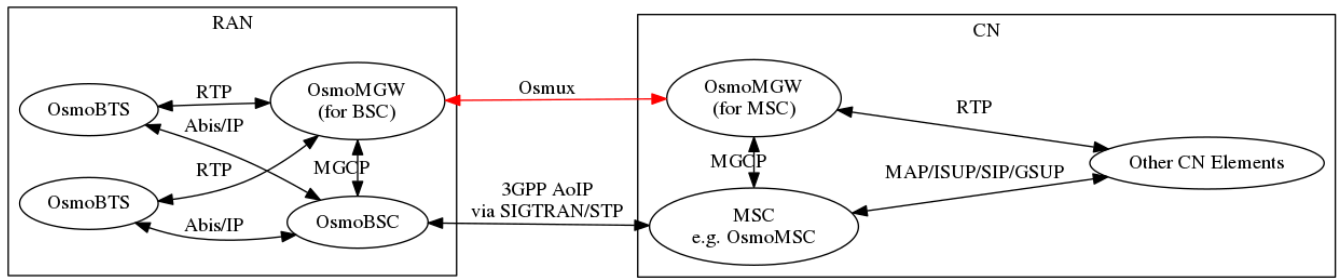 RAN
CN
OsmoBTS
RTP
OsmoMGW
(for BSC)
Osmux
OsmoMGW
(for MSC)
RTP
Abis/IP
RTP
MGCP
MGCP
Other CN Elements
MAP/ISUP/SIP/GSUP
OsmoBTS
Abis/IP
OsmoBSC
3GPP AoIP
via SIGTRAN/STP
MSC
e.g. OsmoMSC